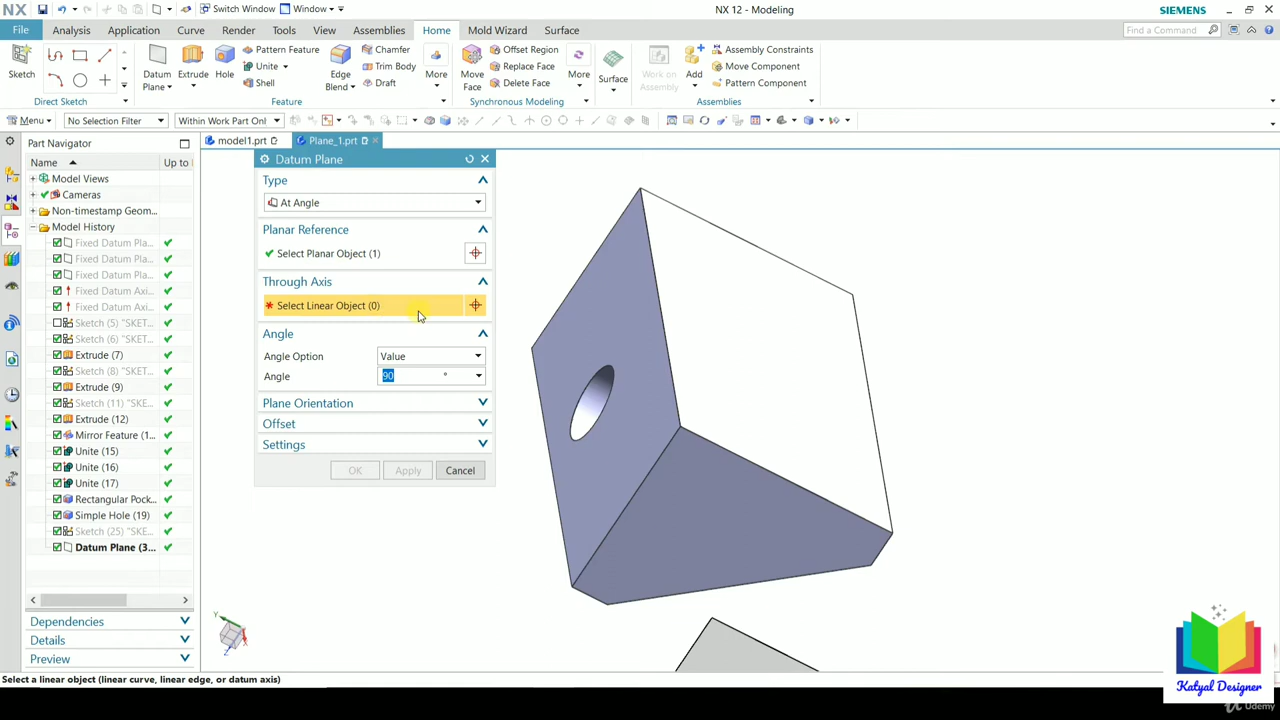 NX Switch Window Window NX 12 - Modeling SIEMENS
File Analysis Application Curve Render Tools View Assemblies Home Mold Wizard Surface Find a Command
Sketch
Direct Sketch
Datum Plane Extrude Hole Pattern Feature Unite Shell Edge Blend Chamfer Trim Body Draft More
Feature
Move Face Offset Region Replace Face Delete Face More
Synchronous Modeling
Surface
Work on Assembly Add Assembly Constraints Move Component Pattern Component
Assemblies
Menu No Selection Filter Within Work Part Onl
Part Navigator model1.prt Plane_1.prt
Name Up to
Model Views
Cameras
Non-timestamp Geom...
Model History
Fixed Datum Pla...
Fixed Datum Pla...
Fixed Datum Pla...
Fixed Datum Axi...
Fixed Datum Axi...
Sketch (5) "SKET...
Sketch (6) "SKET...
Extrude (7)
Sketch (8) "SKET...
Extrude (9)
Sketch (11) "SKE...
Extrude (12)
Mirror Feature (1...
Unite (15)
Unite (16)
Unite (17)
Rectangular Pock...
Simple Hole (19)
Sketch (25) "SK...
Datum Plane (3...
Dependencies
Details
Preview
Datum Plane
Type
At Angle
Planar Reference
Select Planar Object (1)
Through Axis
* Select Linear Object (0)
Angle
Angle Option Value
Angle 90 °
Plane Orientation
Offset
Settings
OK Apply Cancel
Y
X
Z
Select a linear object (linear curve, linear edge, or datum axis)
Katyal Designer
Udemy